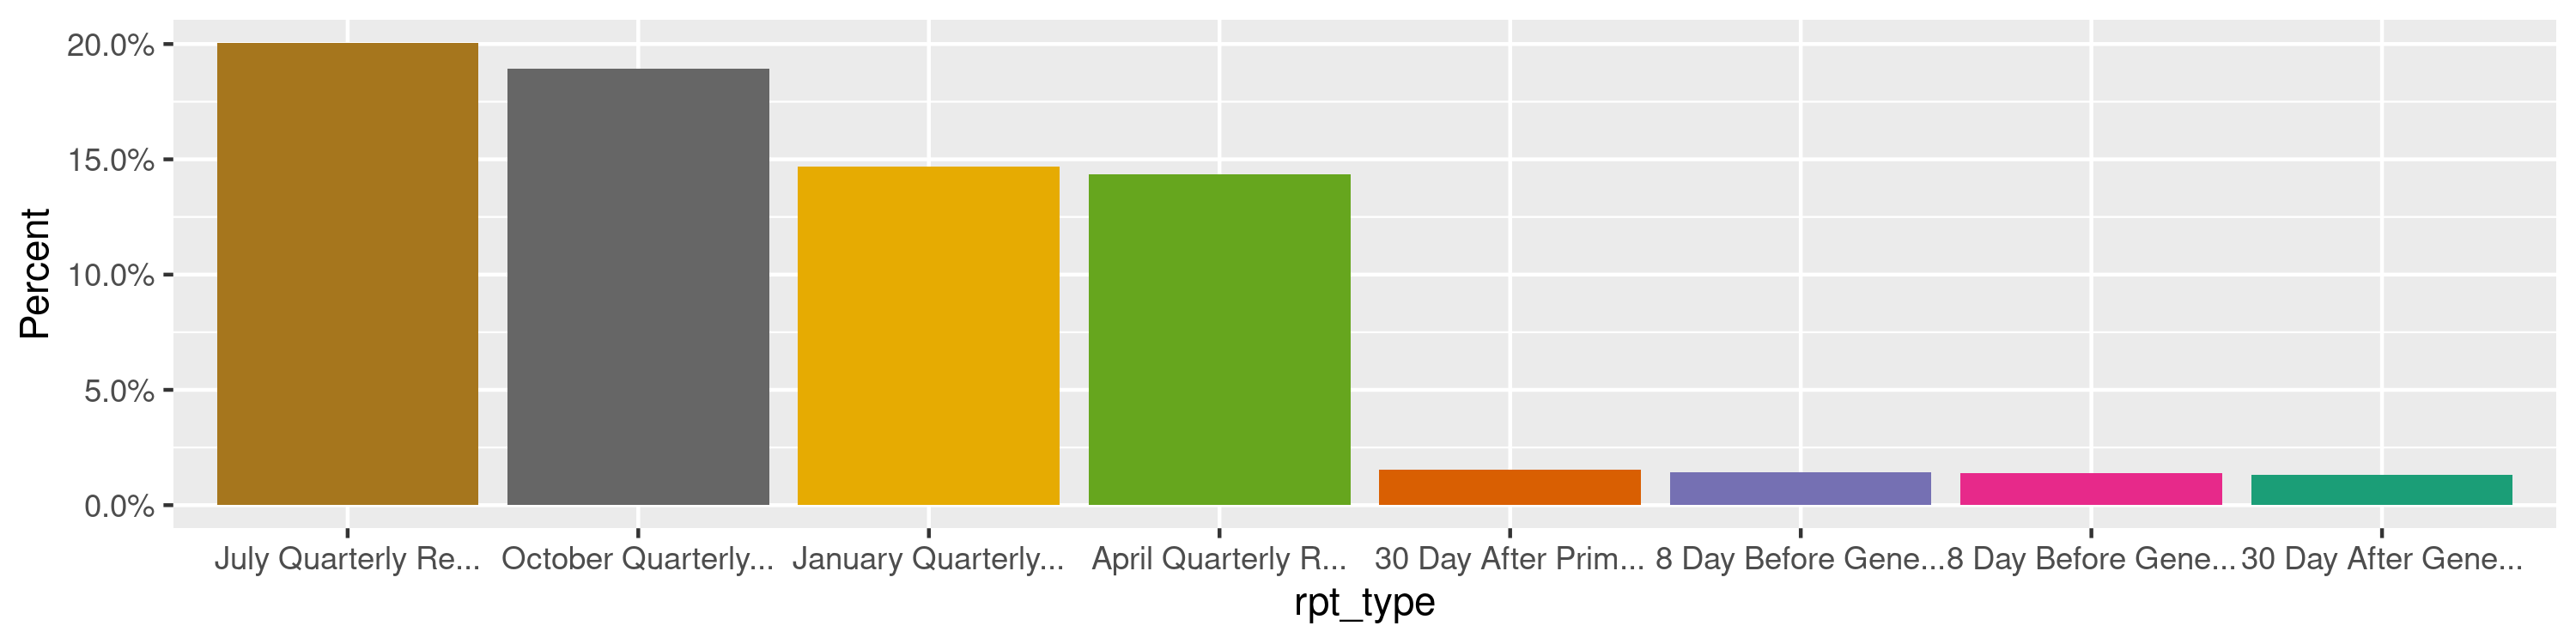 20.0%
15.0%
10.0%
5.0%
0.0%
Percent
July Quarterly Re...
October Quarterly...
January Quarterly...
April Quarterly R...
30 Day After Prim...
8 Day Before Gene...
8 Day Before Gene...
30 Day After Gene...
rpt_type